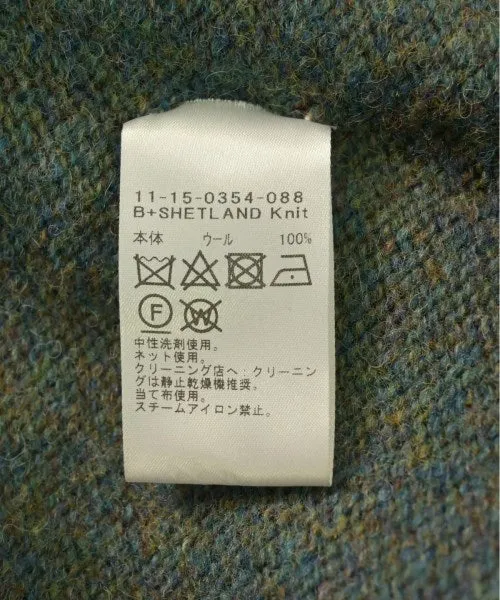 11-15-0354-088
B+SHETLAND Knit
本体 ウール 100%
F W
中性洗剤使用。
ネット使用。
クリーニング店へ:クリーニン
グは静止乾燥機推奨。
当て布使用。
スチームアイロン禁止。